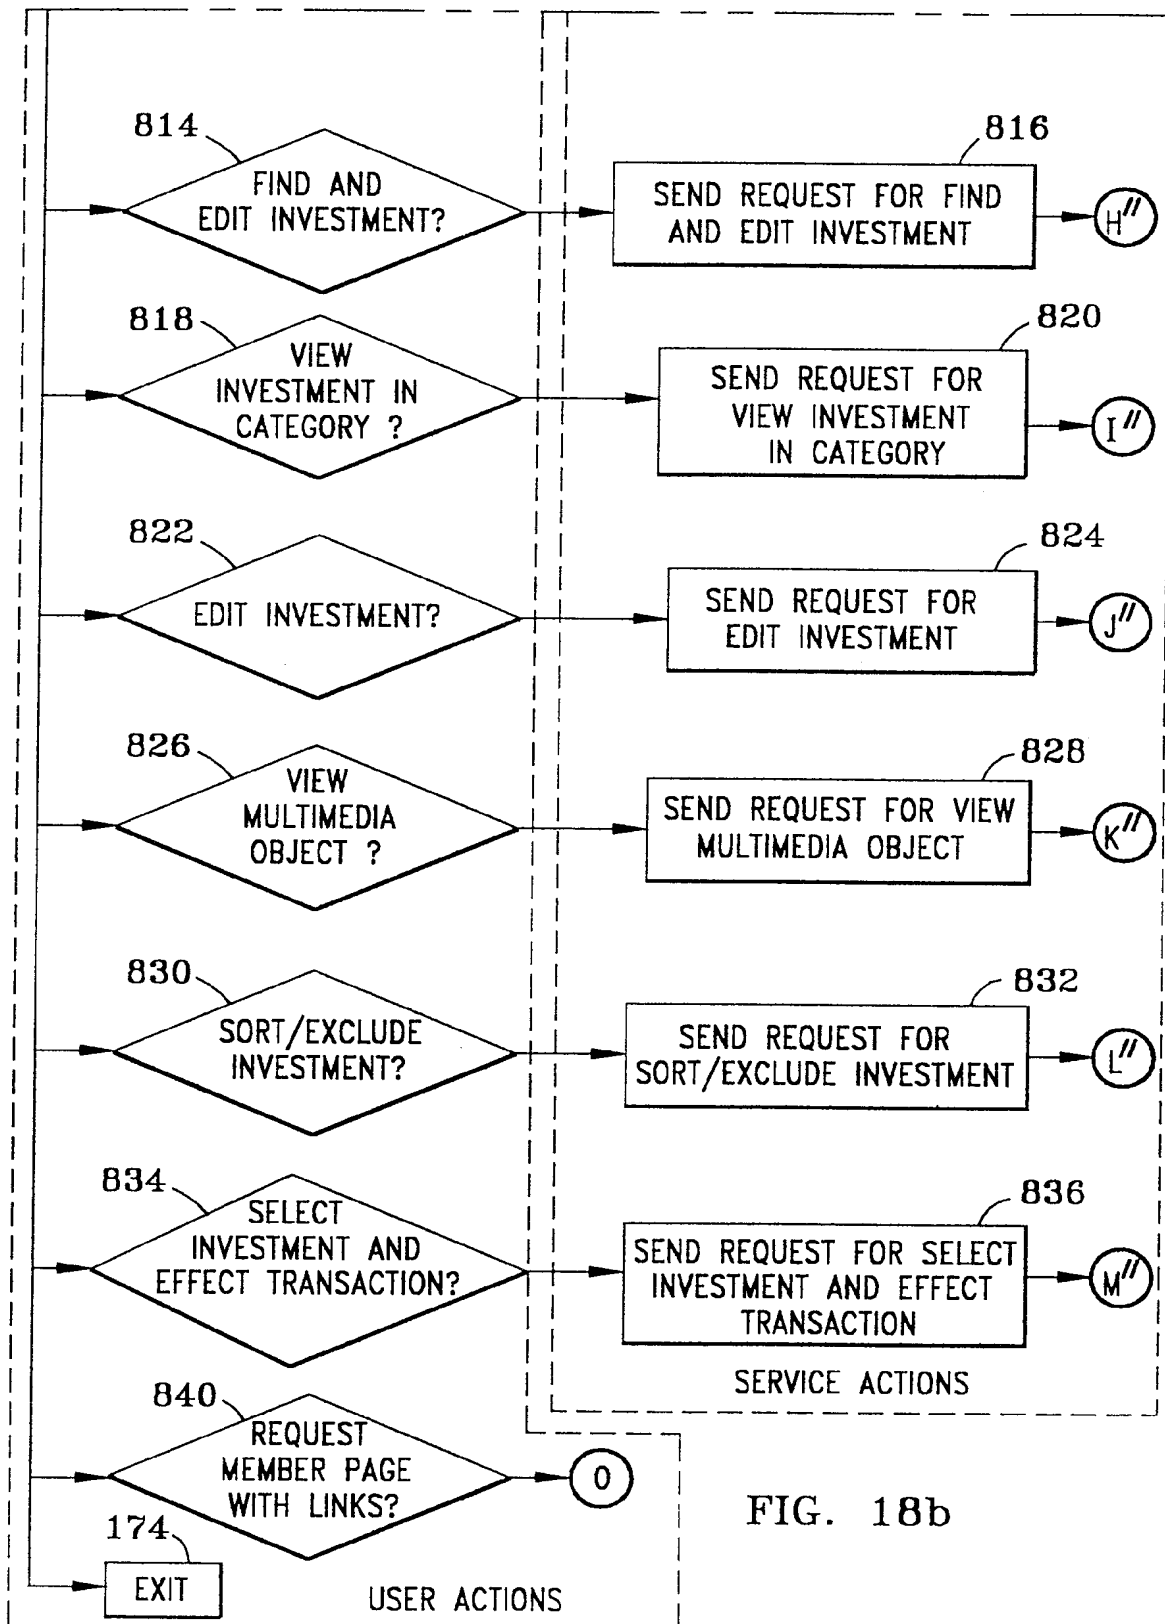 814
FIND AND
EDIT INVESTMENT?
816
SEND REQUEST FOR FIND
AND EDIT INVESTMENT
H"
818
VIEW
INVESTMENT IN
CATEGORY ?
820
SEND REQUEST FOR
VIEW INVESTMENT
IN CATEGORY
I"
822
EDIT INVESTMENT?
824
SEND REQUEST FOR
EDIT INVESTMENT
J"
826
VIEW
MULTIMEDIA
OBJECT ?
828
SEND REQUEST FOR VIEW
MULTIMEDIA OBJECT
K"
830
SORT/EXCLUDE
INVESTMENT?
832
SEND REQUEST FOR
SORT/EXCLUDE INVESTMENT
L"
834
SELECT
INVESTMENT AND
EFFECT TRANSACTION?
836
SEND REQUEST FOR SELECT
INVESTMENT AND EFFECT
TRANSACTION
M"
SERVICE ACTIONS
840
REQUEST
MEMBER PAGE
WITH LINKS?
O
FIG. 18b
174
EXIT
USER ACTIONS